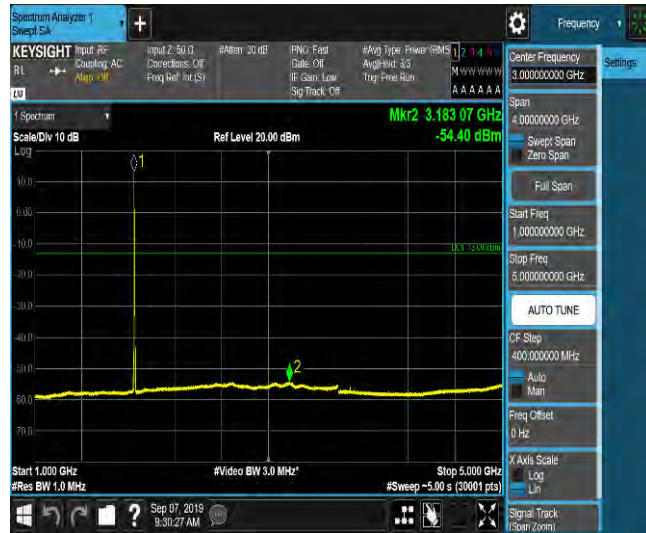 Spectrum Analyzer 1
Swept SA
+
Frequency
KEYSIGHT
Input: RF
Coupling: AC
Align: Off
Input Z: 50 Ω
Corrections: Off
Freq Ref: Int (S)
#Atten: 30 dB
PNO: Fast
Gate: Off
IF Gain: Low
Sig Track: Off
#Avg Type: Power (RMS
Avg|Hold: 3/3
Trig: Free Run
M W W W W W
A A A A A A
RL
Settings
1 Spectrum
Scale/Div 10 dB
Ref Level 20.00 dBm
Mkr2 3.183 07 GHz
-54.40 dBm
Log
10.0
0.00
-10.0
-20.0
-30.0
-40.0
-50.0
-60.0
-70.0
1
2
DL1 -13.00 dBm
Start 1.000 GHz
#Video BW 3.0 MHz*
Stop 5.000 GHz
#Res BW 1.0 MHz
#Sweep ~5.00 s (30001 pts)
Sep 07, 2019
9:30:27 AM
Center Frequency
3.000000000 GHz
Span
4.00000000 GHz
Swept Span
Zero Span
Full Span
Start Freq
1.000000000 GHz
Stop Freq
5.000000000 GHz
AUTO TUNE
CF Step
400.000000 MHz
Auto
Man
Freq Offset
0 Hz
X Axis Scale
Log
Lin
Signal Track
(Span Zoom)